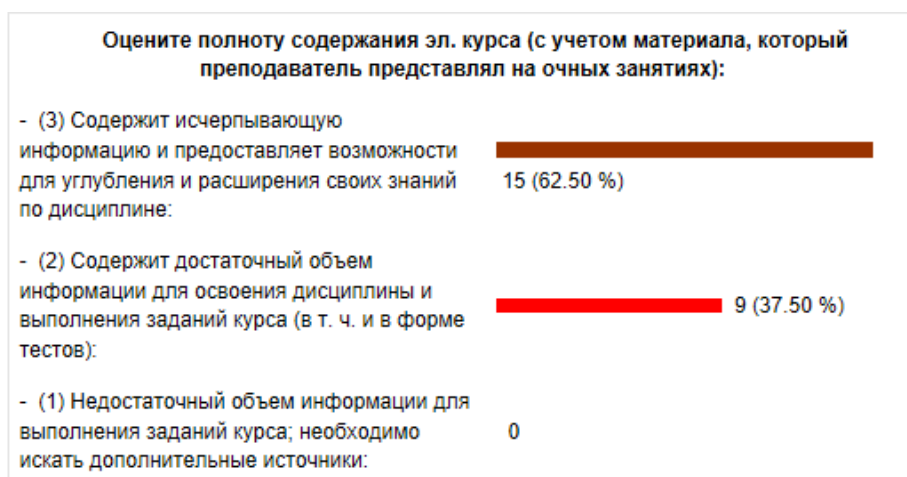 Оцените полноту содержания эл. курса (с учетом материала, который
преподаватель представлял на очных занятиях):
- (3) Содержит исчерпывающую
информацию и предоставляет возможности
для углубления и расширения своих знаний
по дисциплине:
15 (62.50 %)
- (2) Содержит достаточный объем
информации для освоения дисциплины и
выполнения заданий курса (в т. ч. и в форме
тестов):
9 (37.50 %)
- (1) Недостаточный объем информации для
выполнения заданий курса; необходимо
искать дополнительные источники:
0